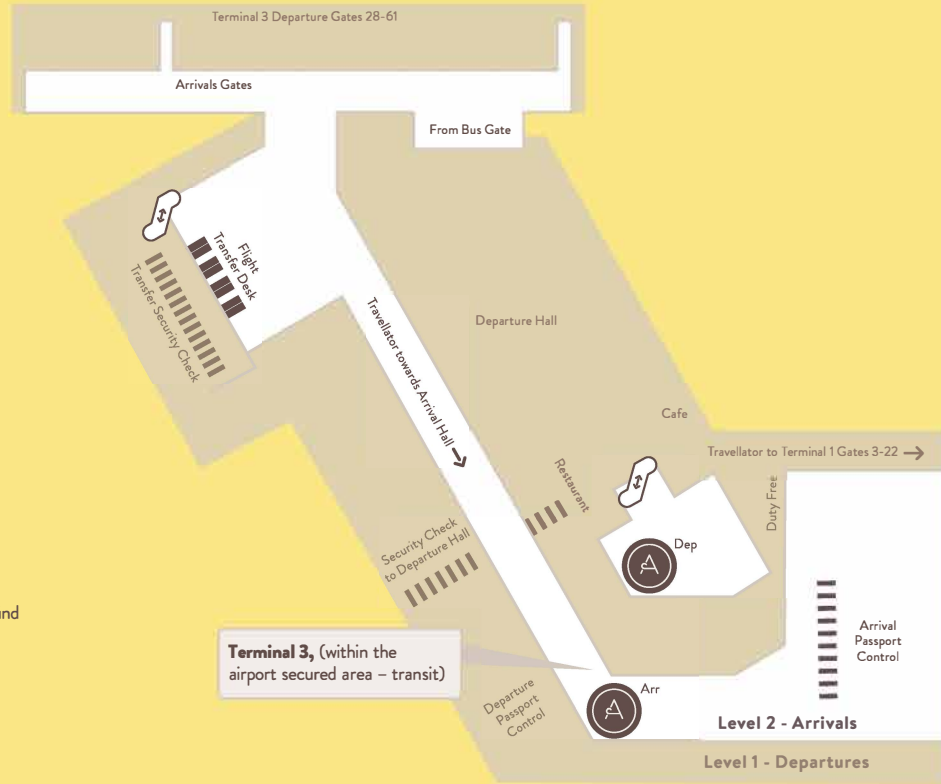 Terminal 3 Departure Gates 28-61
Arrivals Gates
From Bus Gate
Flight
Transfer Desk
Transfer Security Check
Travellator towards Arrival Hall
Departure Hall
Cafe
Travellator to Terminal 1 Gates 3-22
Restaurant
Duty Free
Security Check
to Departure Hall
Dep
Arrival
Passport
Control
Terminal 3, (within the
airport secured area – transit)
Departure
Passport
Control
Arr
Level 2 - Arrivals
Level 1 - Departures